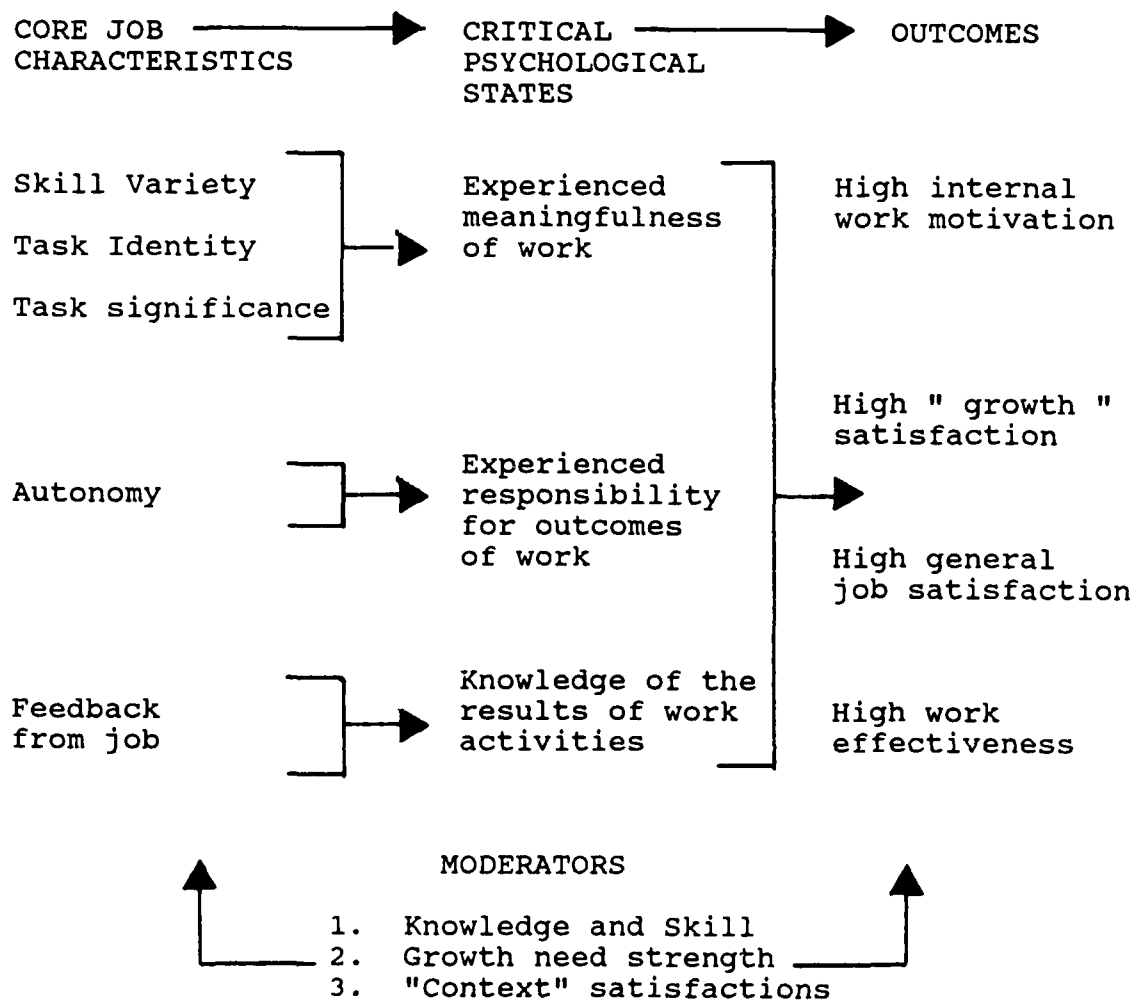 CORE JOB
CHARACTERISTICS
CRITICAL
PSYCHOLOGICAL
STATES
OUTCOMES
Skill Variety
Task Identity
Task significance
Experienced
meaningfulness
of work
High internal
work motivation
High " growth "
satisfaction
Autonomy
Experienced
responsibility
for outcomes
of work
High general
job satisfaction
Feedback
from job
Knowledge of the
results of work
activities
High work
effectiveness
MODERATORS
1. Knowledge and Skill
2. Growth need strength
3. "Context" satisfactions